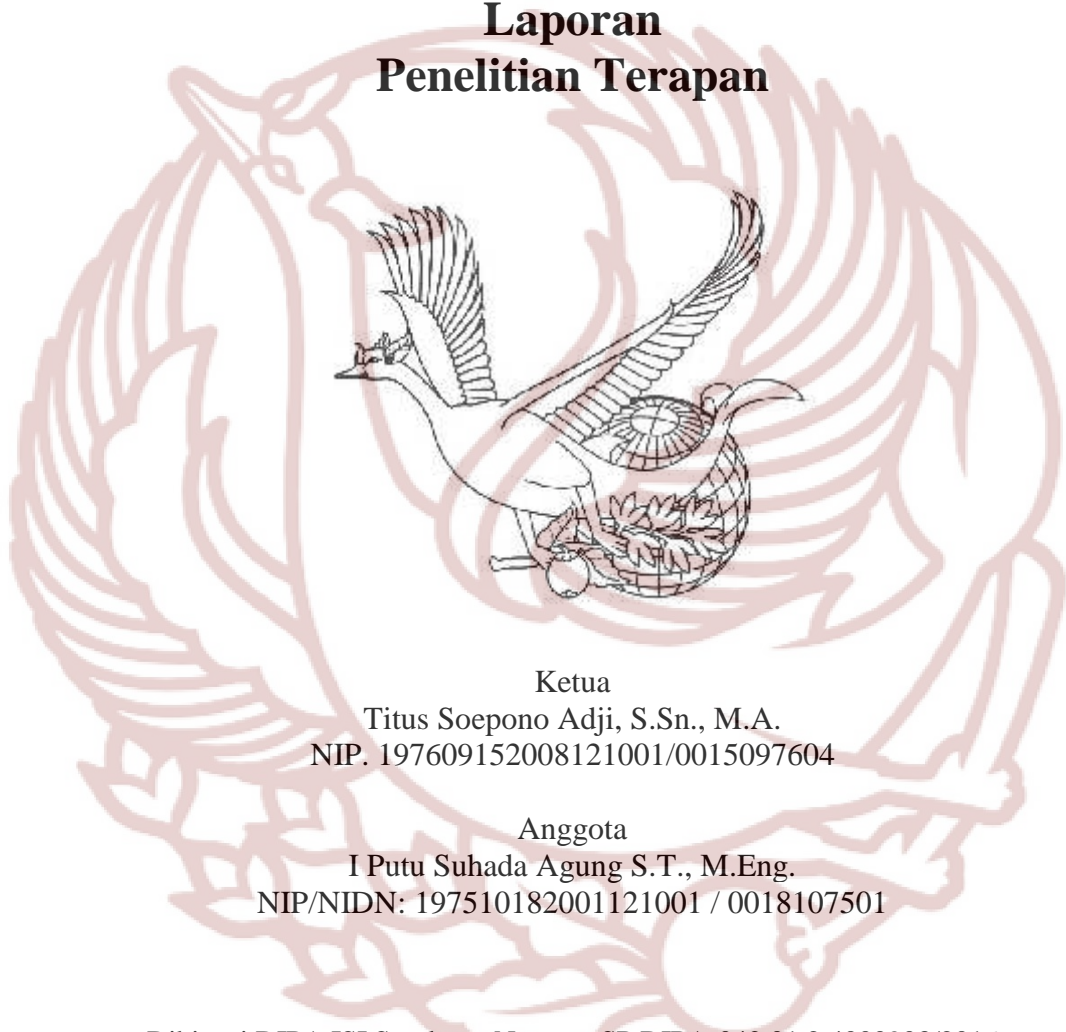 Laporan
Penelitian Terapan
Ketua
Titus Soepono Adji, S.Sn., M.A.
NIP. 197609152008121001/0015097604
Anggota
I Putu Suhada Agung S.T., M.Eng.
NIP/NIDN: 197510182001121001 / 0018107501